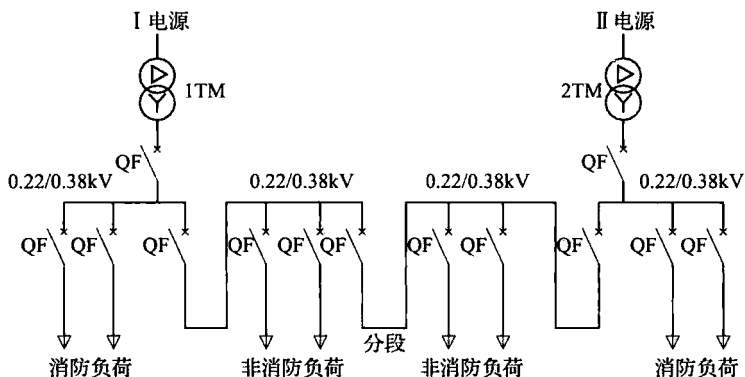 Ⅰ电源 Ⅱ电源
1TM 2TM
QF QF
0.22/0.38kV 0.22/0.38kV 0.22/0.38kV 0.22/0.38kV
QF QF QF QF QF QF QF QF QF QF QF
分段
消防负荷 非消防负荷 非消防负荷 消防负荷